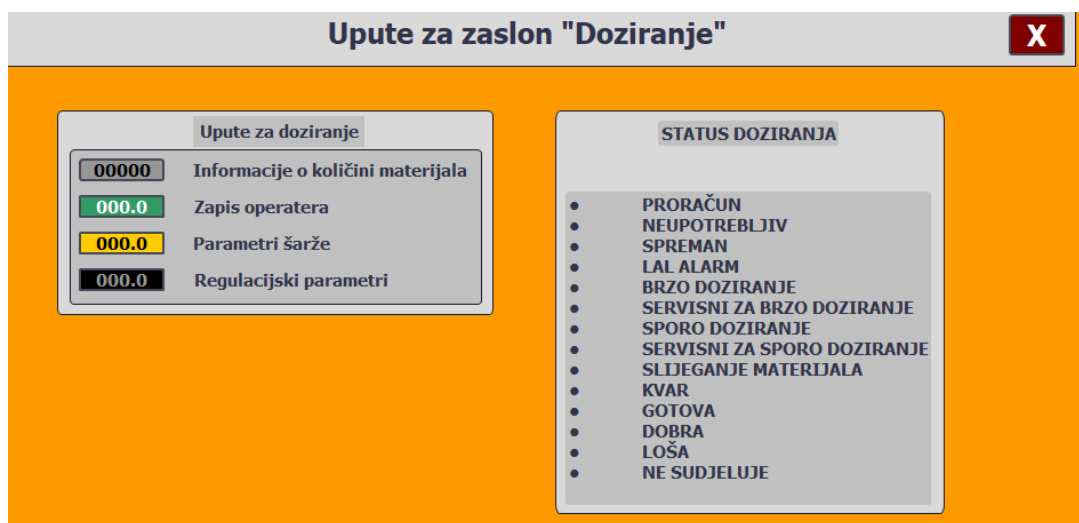 Upute za zaslon "Doziranje"
X
Upute za doziranje
00000 Informacije o količini materijala
000.0 Zapis operatera
000.0 Parametri šarže
000.0 Regulacijski parametri
STATUS DOZIRANJA
● PRORAČUN
● NEUPOTREBLJIV
● SPREMAN
● LAL ALARM
● BRZO DOZIRANJE
● SERVISNI ZA BRZO DOZIRANJE
● SPORO DOZIRANJE
● SERVISNI ZA SPORO DOZIRANJE
● SLIJEGANJE MATERIJALA
● KVAR
● GOTOVA
● DOBRA
● LOŠA
● NE SUDJELUJE